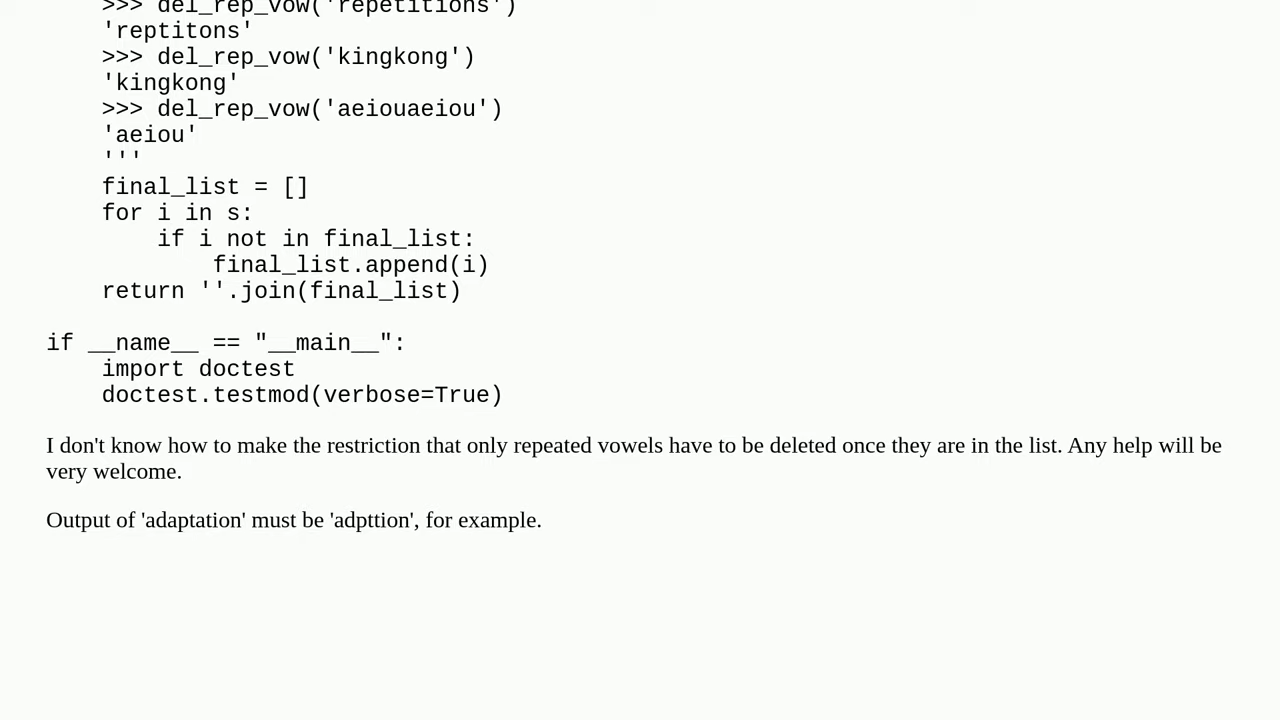 >>> del_rep_vow('repetitions')
'reptitons'
>>> del_rep_vow('kingkong')
'kingkong'
>>> del_rep_vow('aeiouaeiou')
'aeiou'
'''
final_list = []
for i in s:
if i not in final_list:
final_list.append(i)
return ''.join(final_list)
if __name__ == "__main__":
import doctest
doctest.testmod(verbose=True)
I don't know how to make the restriction that only repeated vowels have to be deleted once they are in the list. Any help will be
very welcome.
Output of 'adaptation' must be 'adpttion', for example.